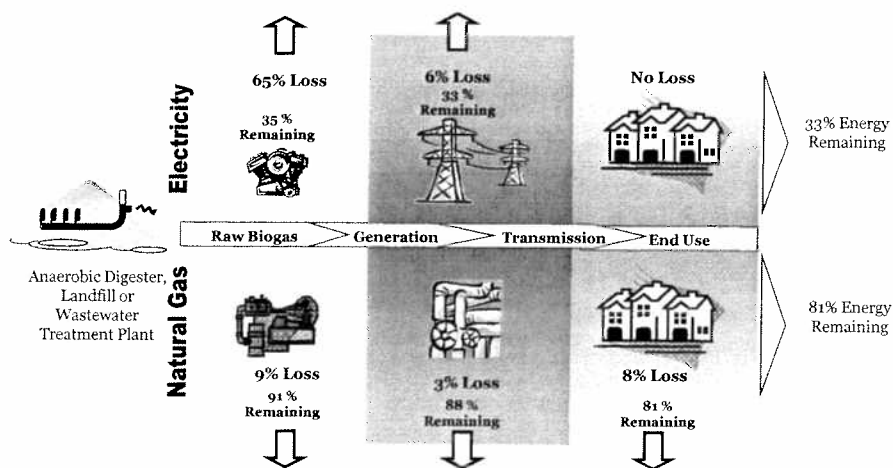 Electricity
65% Loss
35 %
Remaining
6% Loss
33 %
Remaining
No Loss
33% Energy
Remaining
Raw Biogas
Generation
Transmission
End Use
Anaerobic Digester,
Landfill or
Wastewater
Treatment Plant
Natural Gas
9% Loss
91 %
Remaining
3% Loss
88 %
Remaining
8% Loss
81 %
Remaining
81% Energy
Remaining